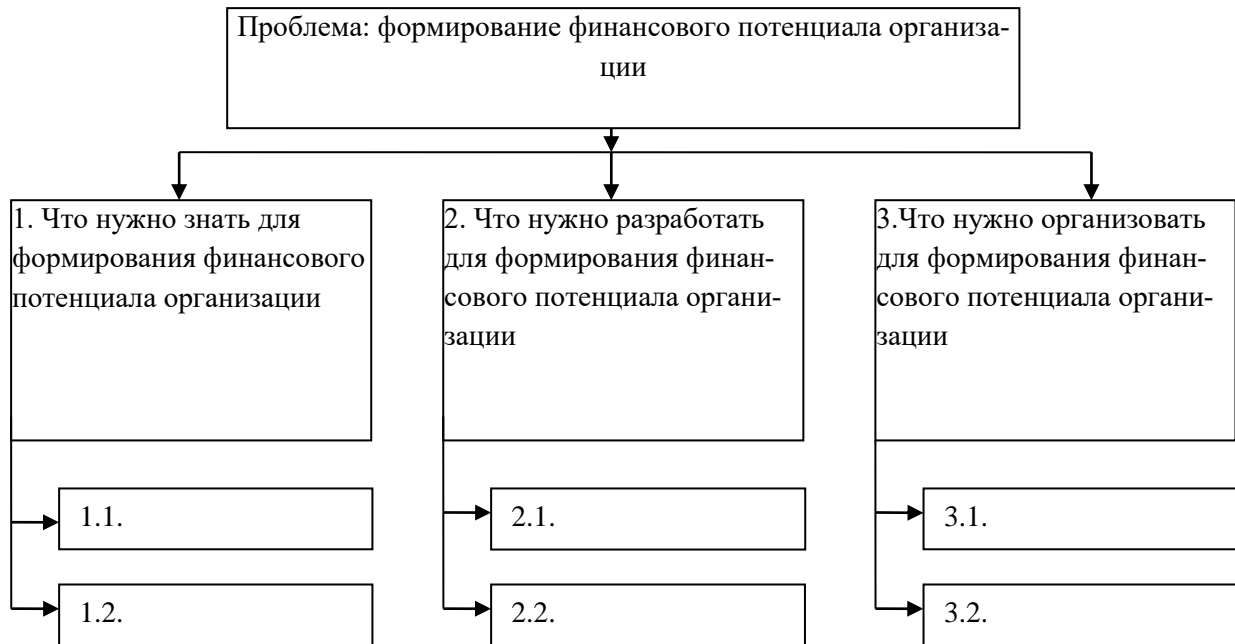 Проблема: формирование финансового потенциала организа-
ции
1. Что нужно знать для
формирования финансового
потенциала организации
2. Что нужно разработать
для формирования финан-
сового потенциала органи-
зации
3.Что нужно организовать
для формирования финан-
сового потенциала органи-
зации
1.1.
2.1.
3.1.
1.2.
2.2.
3.2.